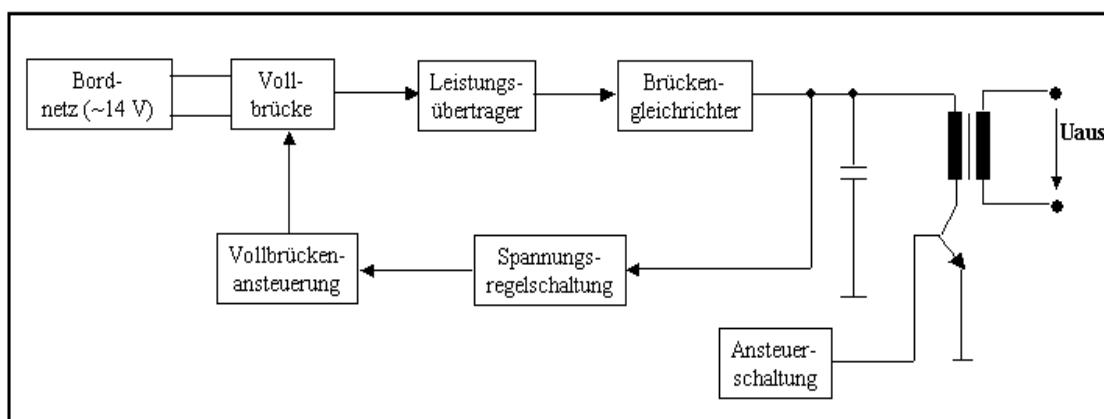 Bord-
netz (~14 V)
Voll-
brücke
Leistungs-
übertrager
Brücken-
gleichrichter
Uaus
Vollbrücken-
ansteuerung
Spannungs-
regelschaltung
Ansteuer-
schaltung